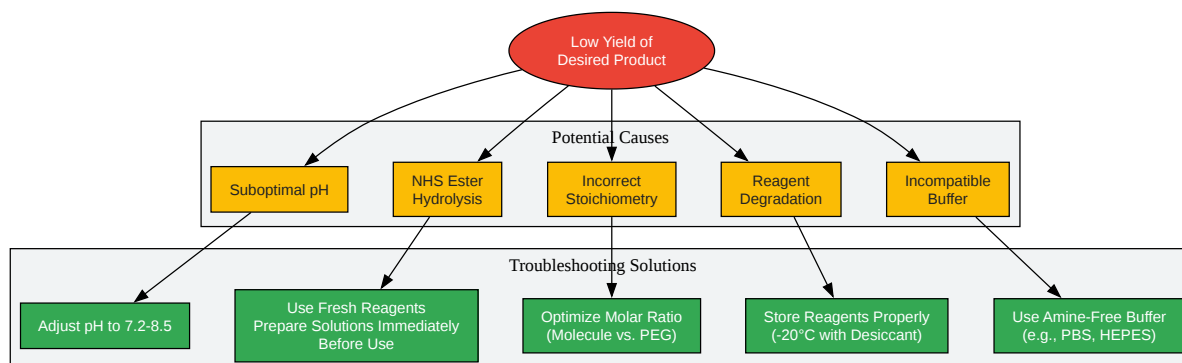 Low Yield of
Desired Product
Potential Causes
Suboptimal pH
NHS Ester
Hydrolysis
Incorrect
Stoichiometry
Reagent
Degradation
Incompatible
Buffer
Troubleshooting Solutions
Adjust pH to 7.2-8.5
Use Fresh Reagents
Prepare Solutions Immediately
Before Use
Optimize Molar Ratio
(Molecule vs. PEG)
Store Reagents Properly
(-20°C with Desiccant)
Use Amine-Free Buffer
(e.g., PBS, HEPES)